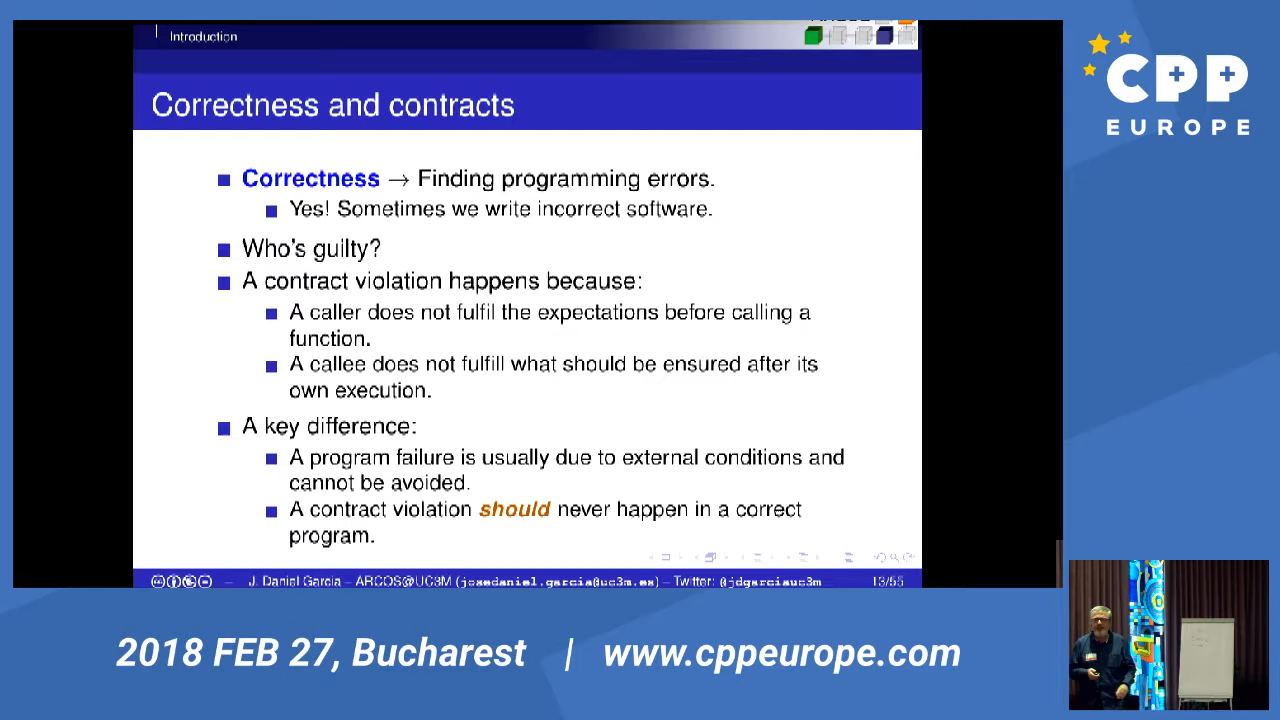 Introduction
Correctness and contracts
Correctness → Finding programming errors.
Yes! Sometimes we write incorrect software.
Who's guilty?
A contract violation happens because:
A caller does not fulfil the expectations before calling a
function.
A callee does not fulfill what should be ensured after its
own execution.
A key difference:
A program failure is usually due to external conditions and
cannot be avoided.
A contract violation should never happen in a correct
program.
J. Daniel Garcia – ARCOS@UC3M (josedaniel.garcia@uc3m.es) – Twitter: @jdgarciauc3m 13/55
CPP
EUROPE
2018 FEB 27, Bucharest | www.cppeurope.com